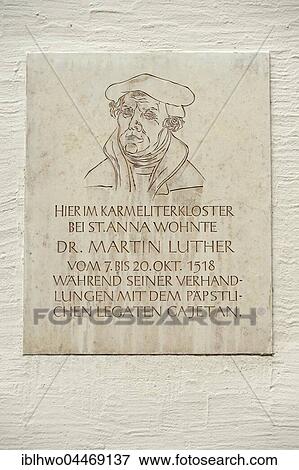 HIER IM KARMELITERKLOSTER
BEI ST. ANNA WOHNTE
DR. MARTIN LUTHER
VOM 7. BIS 20. OKT. 1518
WÄHREND SEINER VERHAND-
LUNGEN MIT DEM PÄPSTLI-
CHEN LEGATEN CAJETAN.
FOTOSEARCH
iblhwo04469137 www.fotosearch.com